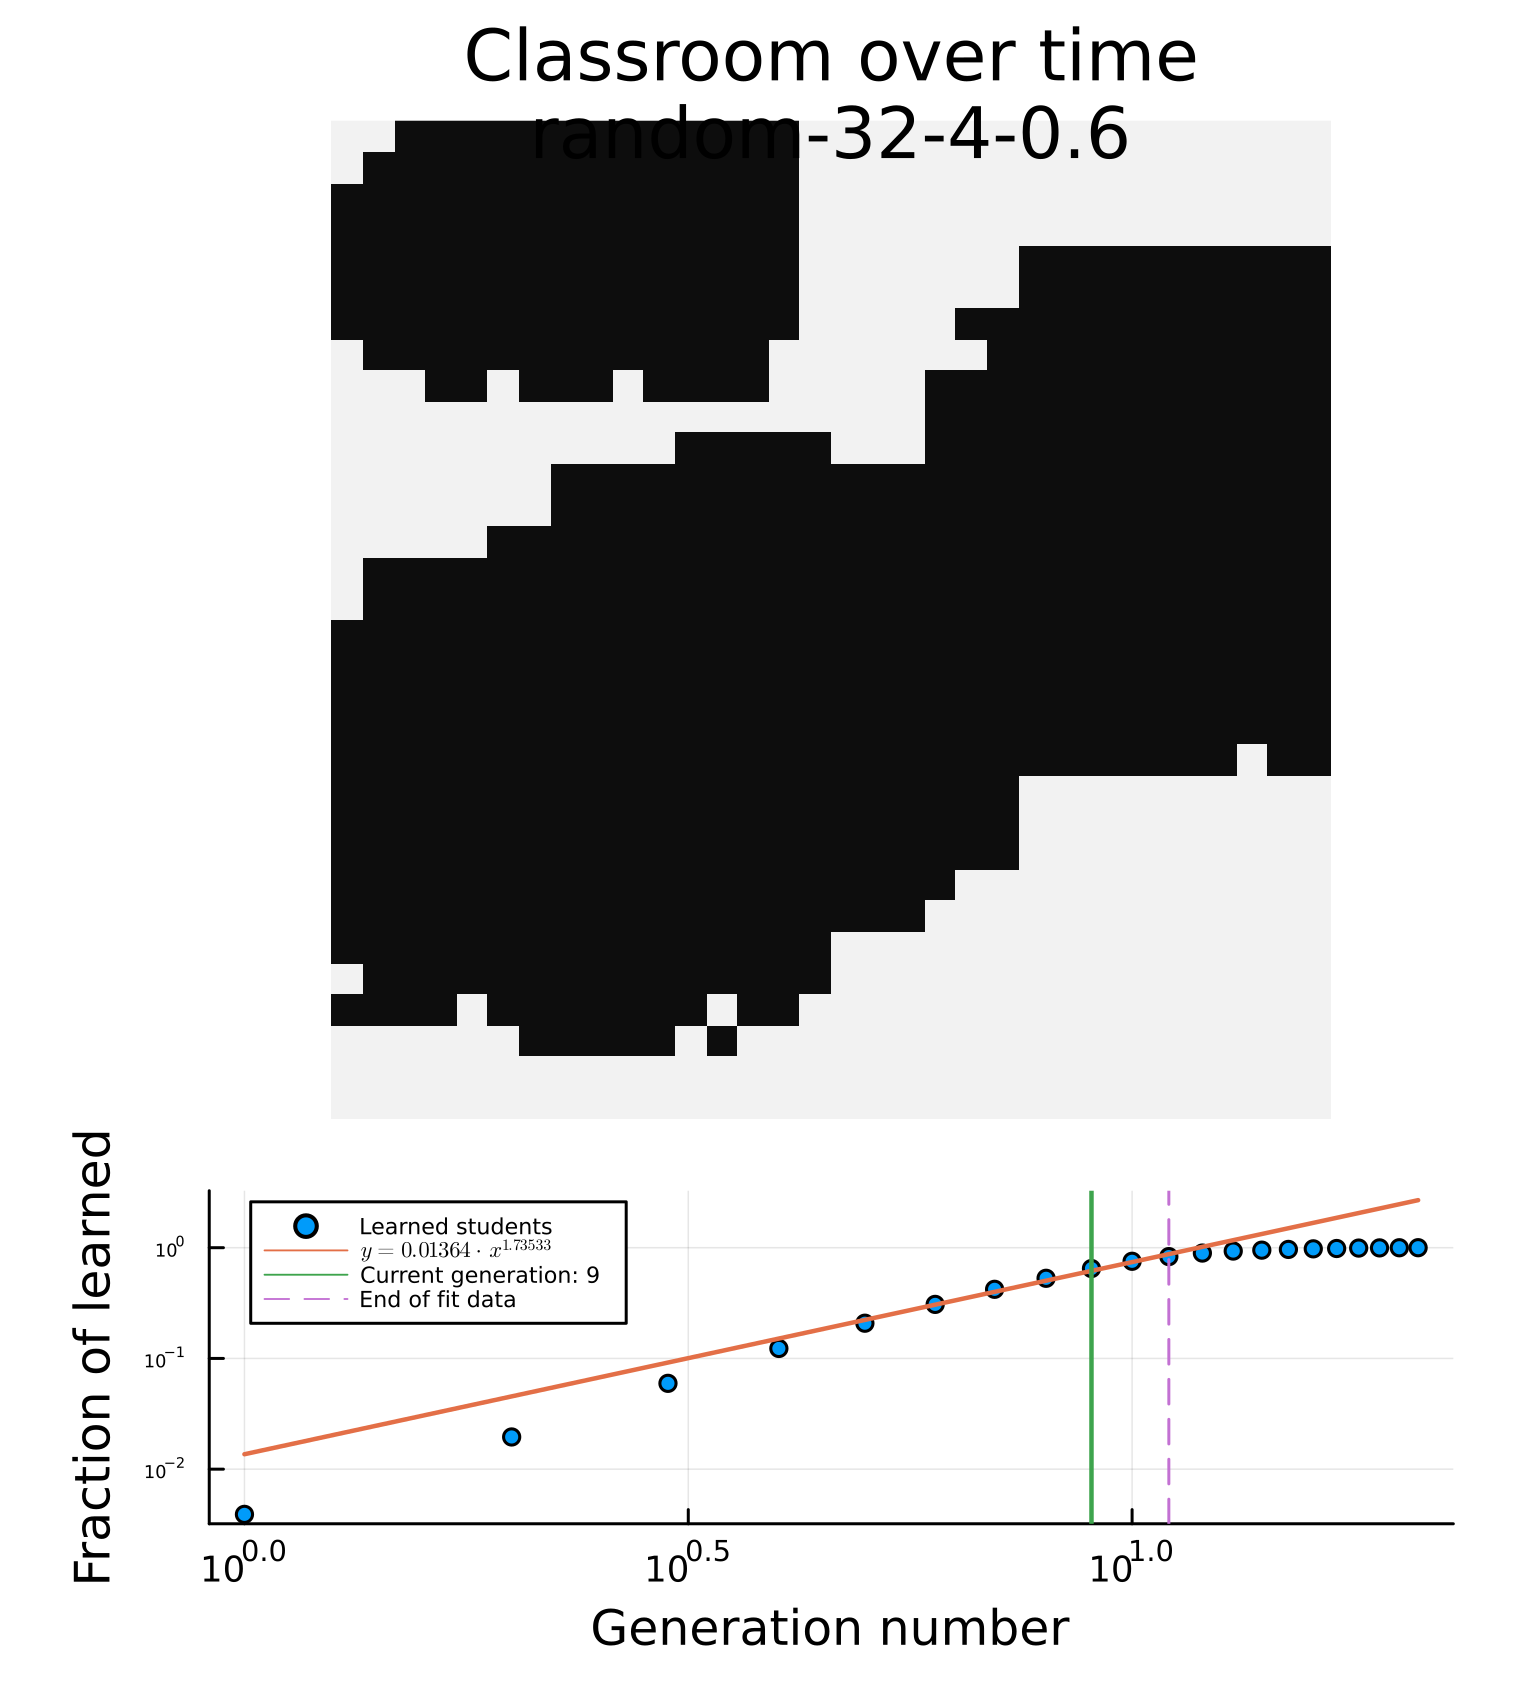 Classroom over time
random-32-4-0.6
Fraction of learned
10^0
10^-1
10^-2
Learned students
y = 0.01364 · x^1.73533
Current generation: 9
End of fit data
10^0.0 10^0.5 10^1.0
Generation number